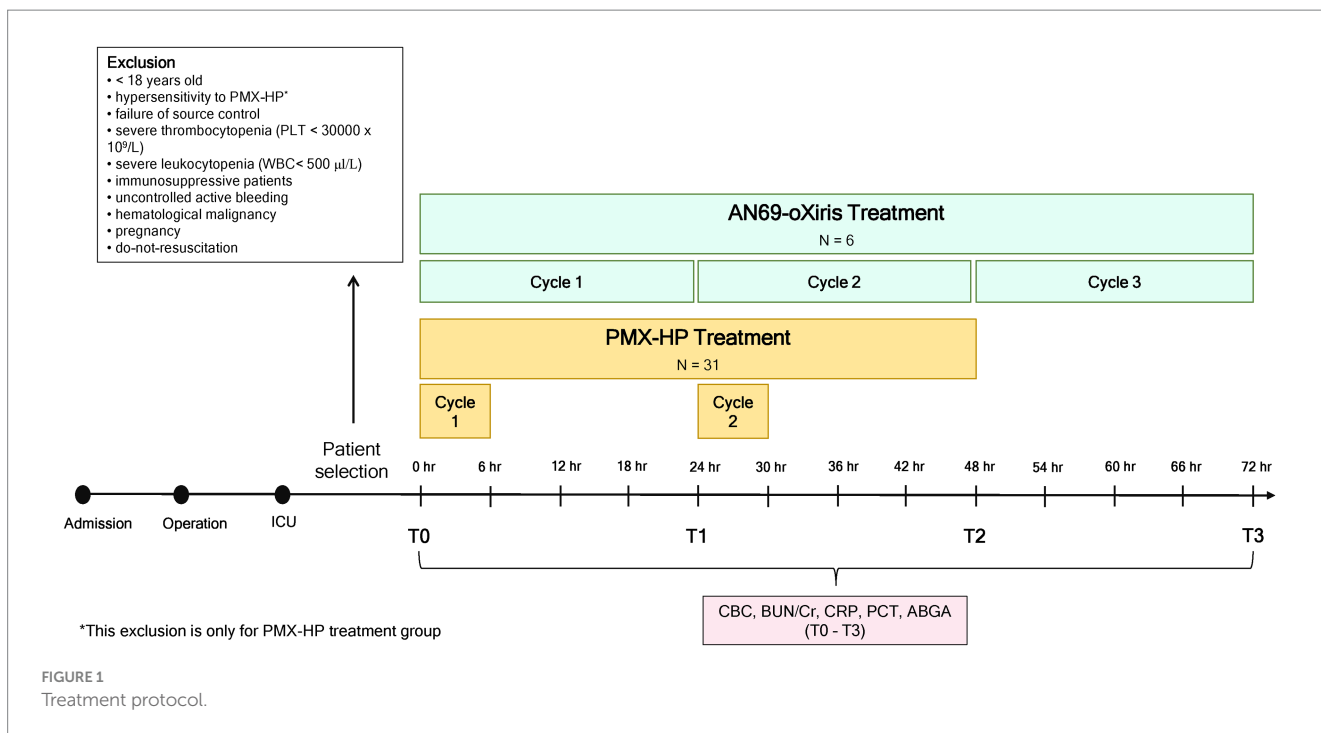 Exclusion
• < 18 years old
• hypersensitivity to PMX-HP*
• failure of source control
• severe thrombocytopenia (PLT < 30000 x
10⁹/L)
• severe leukocytopenia (WBC< 500 μl/L)
• immunosuppressive patients
• uncontrolled active bleeding
• hematological malignancy
• pregnancy
• do-not-resuscitation
AN69-oXiris Treatment
N = 6
Cycle 1
Cycle 2
Cycle 3
PMX-HP Treatment
N = 31
Cycle
1
Cycle
2
Patient
selection
0 hr
6 hr
12 hr
18 hr
24 hr
30 hr
36 hr
42 hr
48 hr
54 hr
60 hr
66 hr
72 hr
Admission
Operation
ICU
T0
T1
T2
T3
CBC, BUN/Cr, CRP, PCT, ABGA
(T0 - T3)
*This exclusion is only for PMX-HP treatment group
FIGURE 1
Treatment protocol.